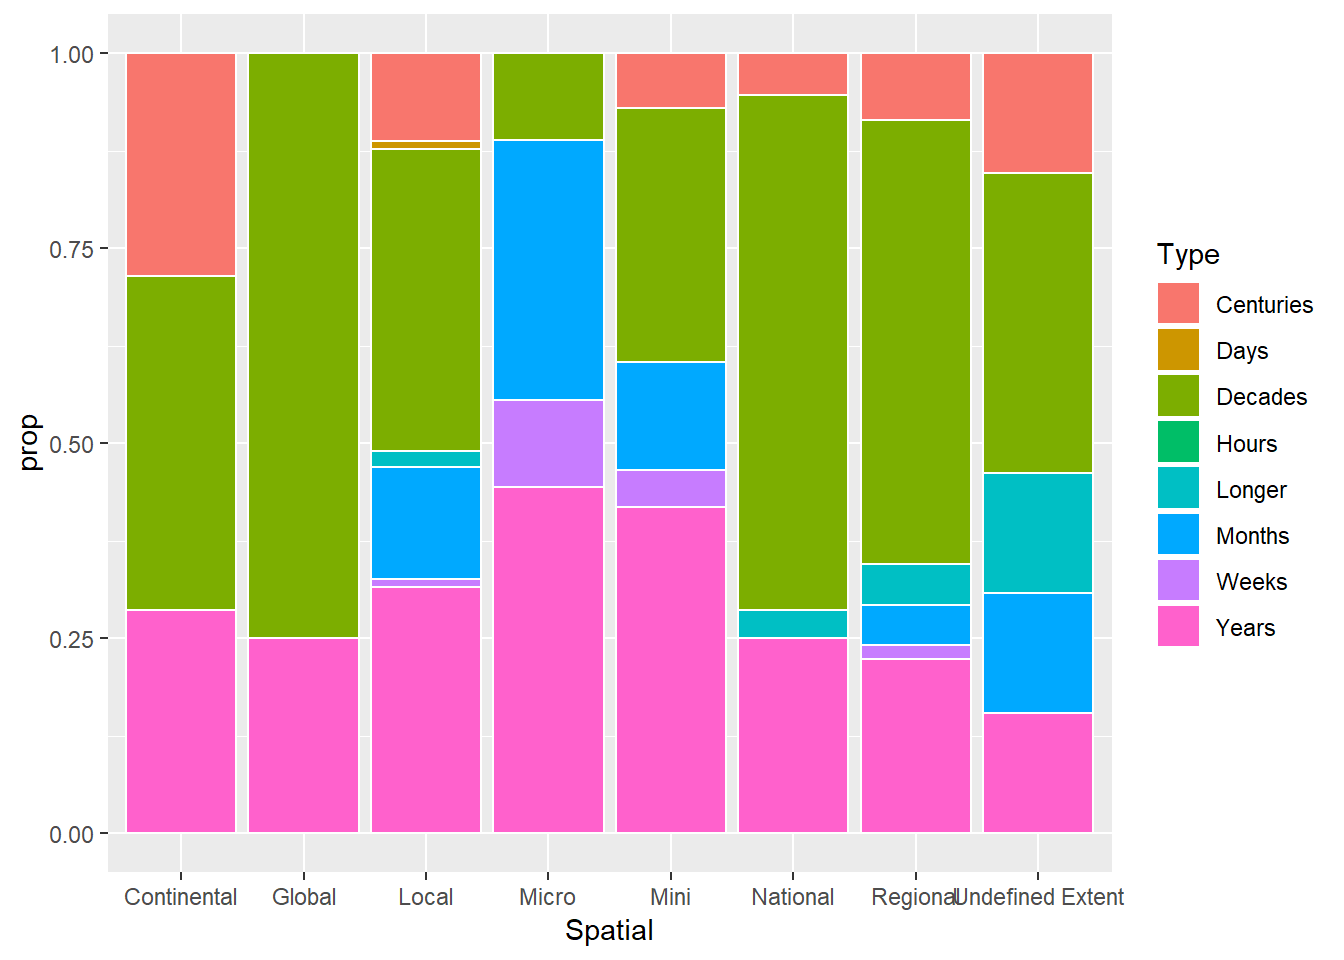 1.00
0.75
0.50
0.25
0.00
prop
Continental
Global
Local
Micro
Mini
National
Regional
Undefined Extent
Spatial
Type
Centuries
Days
Decades
Hours
Longer
Months
Weeks
Years